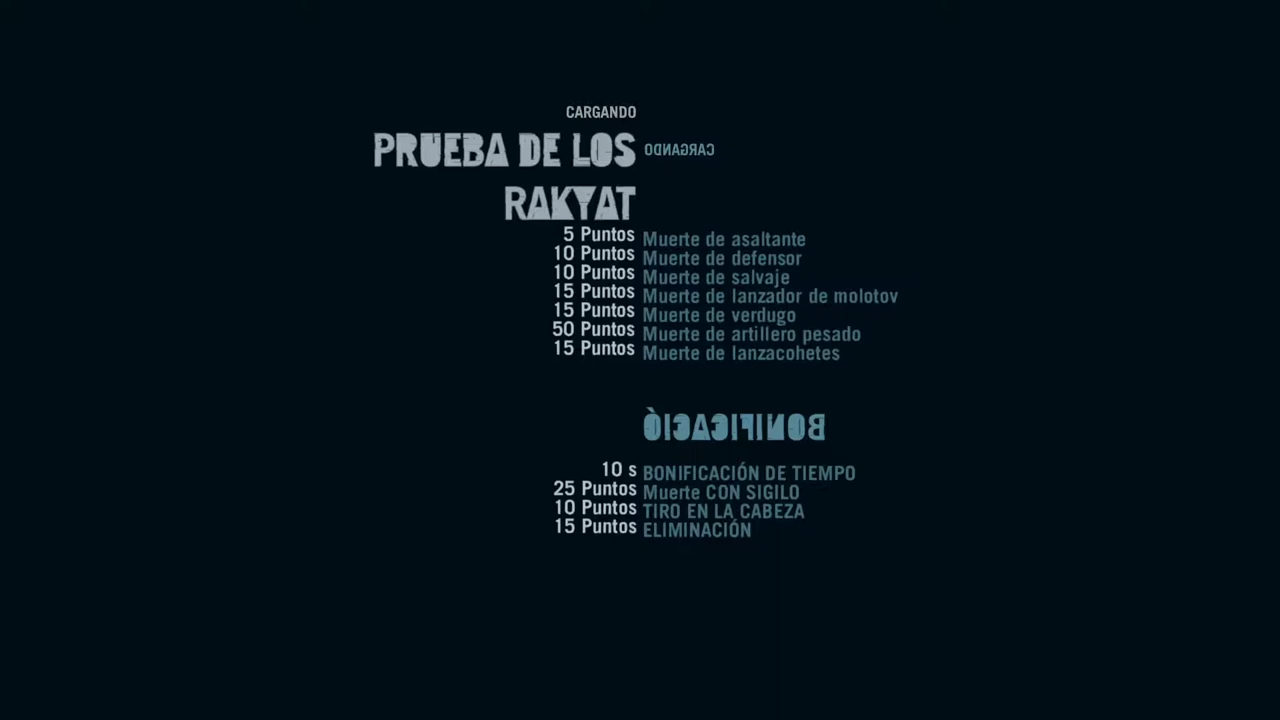 CARGANDO
PRUEBA DE LOS
CARGANDO
RAKYAT
5 Puntos Muerte de asaltante
10 Puntos Muerte de defensor
10 Puntos Muerte de salvaje
15 Puntos Muerte de lanzador de molotov
15 Puntos Muerte de verdugo
50 Puntos Muerte de artillero pesado
15 Puntos Muerte de lanzacohetes
BONIFICACIÓ
10 s BONIFICACIÓN DE TIEMPO
25 Puntos Muerte CON SIGILO
10 Puntos TIRO EN LA CABEZA
15 Puntos ELIMINACIÓN